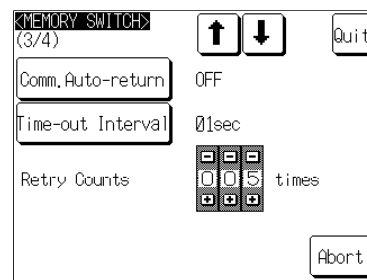 <MEMORY SWITCH>
(3/4)
Quit
Comm.Auto-return OFF
Time-out Interval 01sec
Retry Counts 005 times
Abort